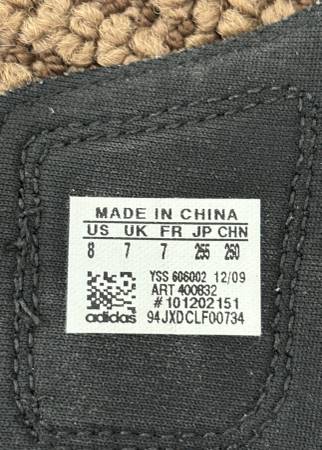 MADE IN CHINA
US UK FR JP CHN
8 7 7 255 250
YSS 606002 12/09
ART 400832
# 101202151
adidas 94JXDCLF00734